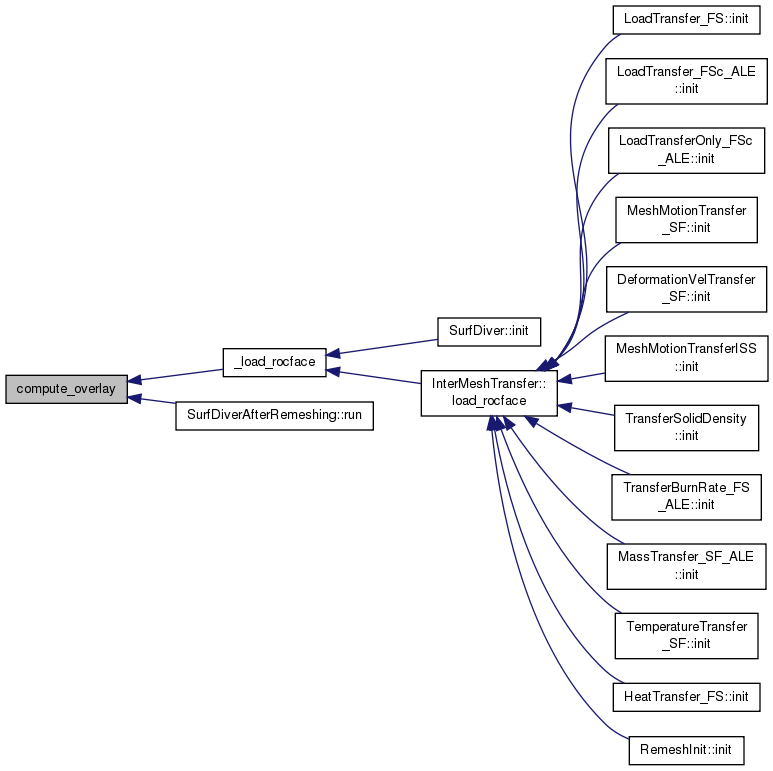 compute_overlay
_load_rocface
SurfDiverAfterRemeshing::run
SurfDiver::init
InterMeshTransfer::
load_rocface
LoadTransfer_FS::init
LoadTransfer_FSc_ALE
::init
LoadTransferOnly_FSc
_ALE::init
MeshMotionTransfer
_SF::init
DeformationVelTransfer
_SF::init
MeshMotionTransferISS
::init
TransferSolidDensity
::init
TransferBurnRate_FS
_ALE::init
MassTransfer_SF_ALE
::init
TemperatureTransfer
_SF::init
HeatTransfer_FS::init
RemeshInit::init